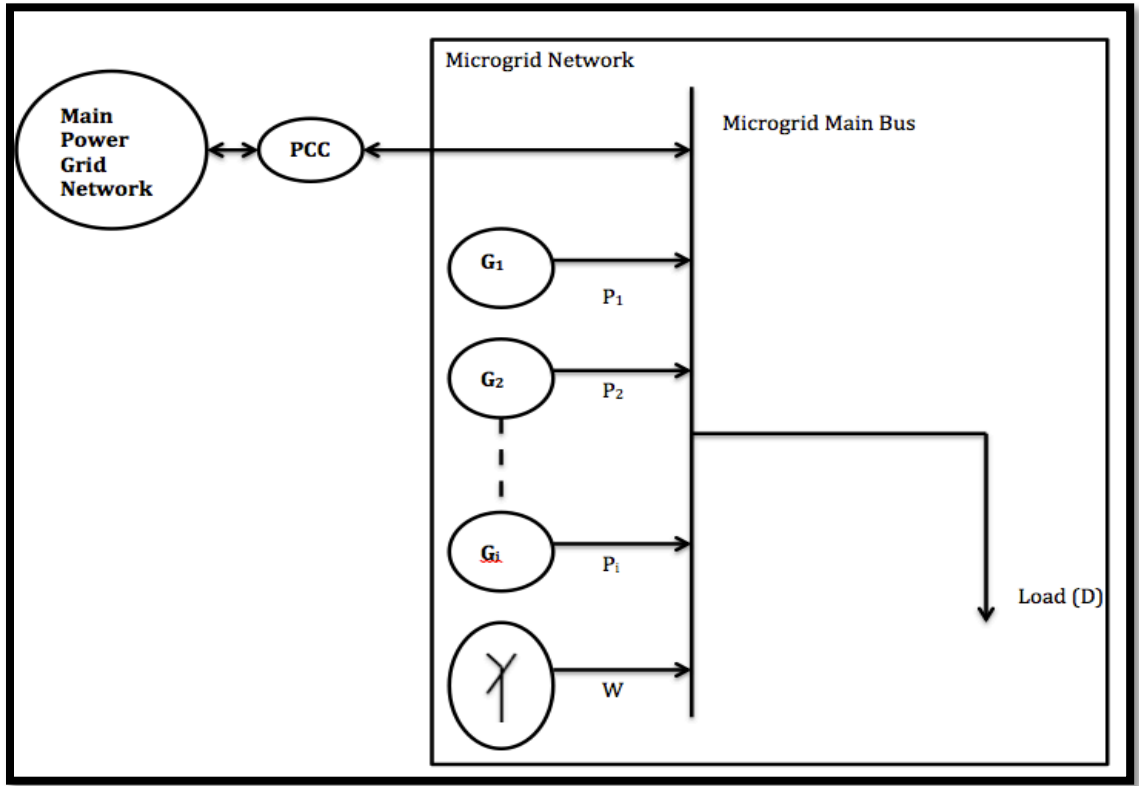 Microgrid Network
Main
Power
Grid
Network
PCC
Microgrid Main Bus
G₁
P₁
G₂
P₂
Gᵢ
Pᵢ
Load (D)
W